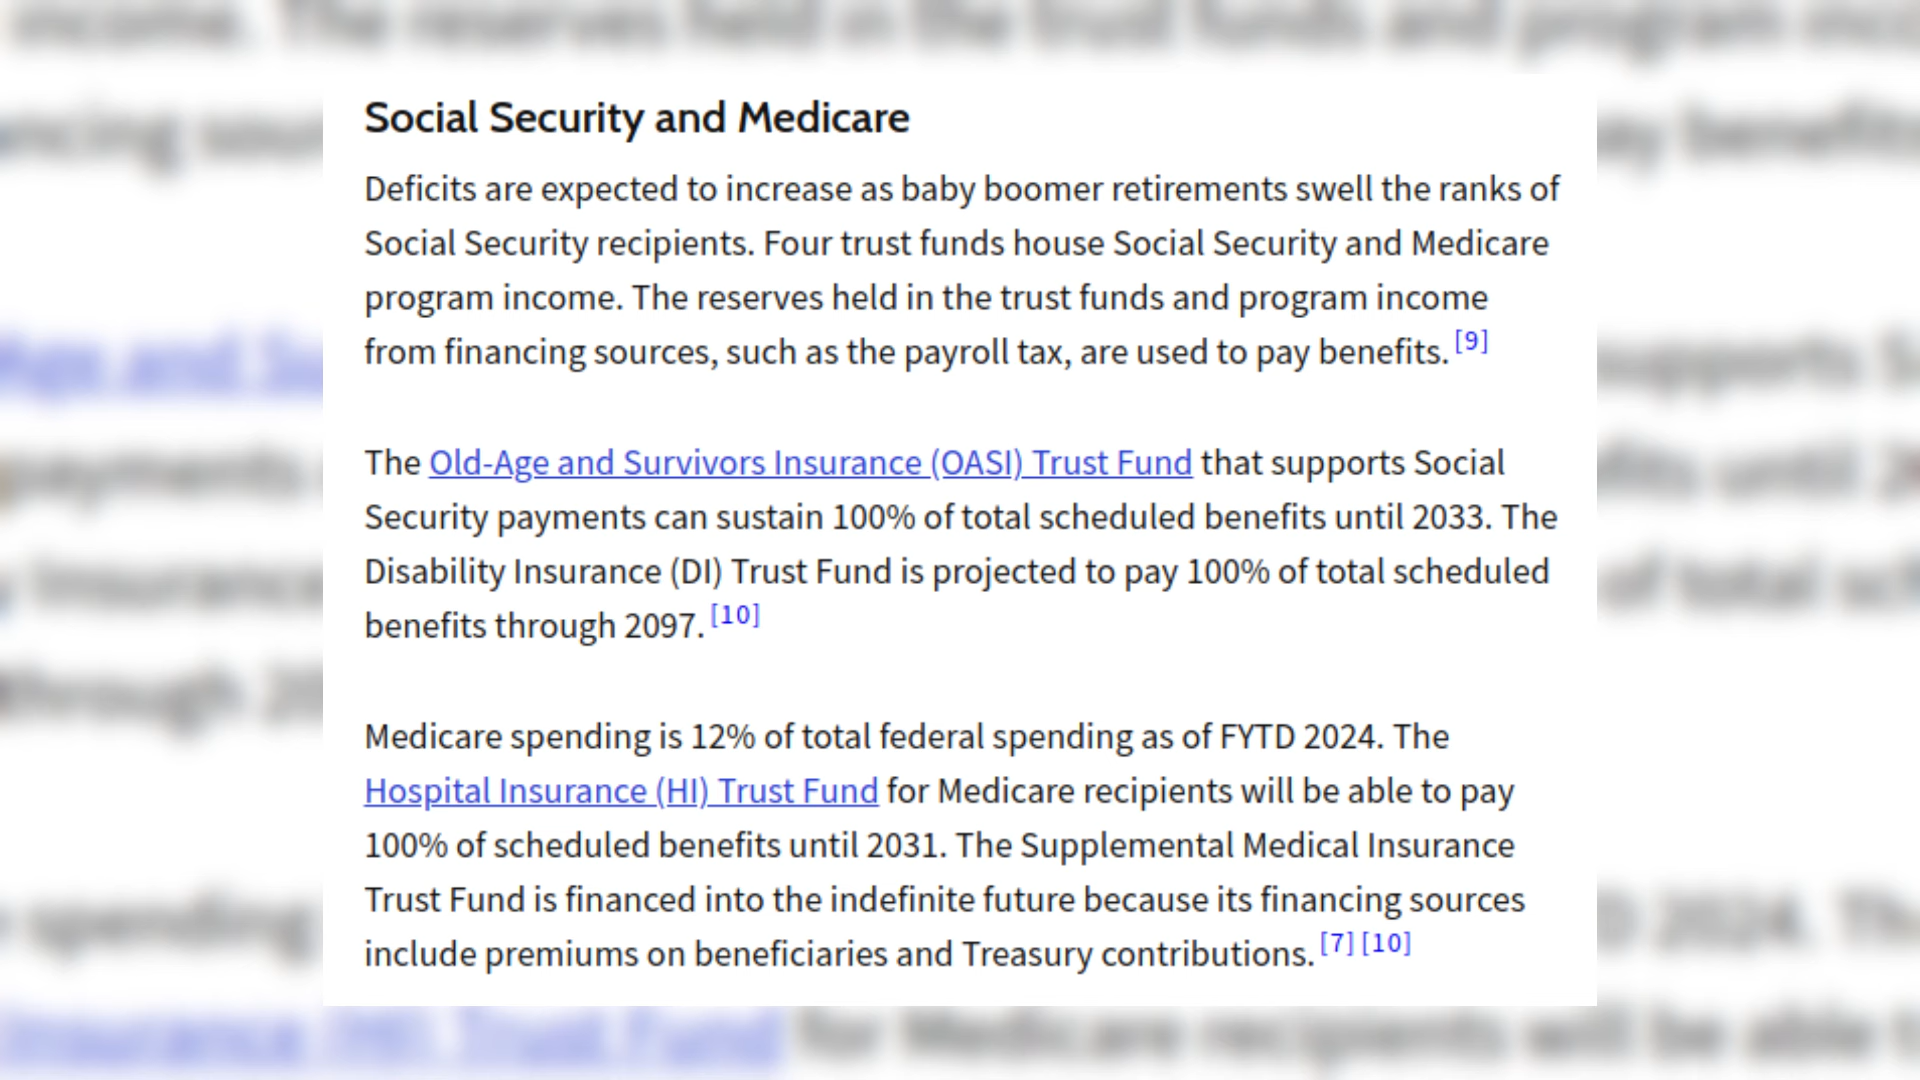 Social Security and Medicare
Deficits are expected to increase as baby boomer retirements swell the ranks of
Social Security recipients. Four trust funds house Social Security and Medicare
program income. The reserves held in the trust funds and program income
from financing sources, such as the payroll tax, are used to pay benefits. [9]
The Old-Age and Survivors Insurance (OASI) Trust Fund that supports Social
Security payments can sustain 100% of total scheduled benefits until 2033. The
Disability Insurance (DI) Trust Fund is projected to pay 100% of total scheduled
benefits through 2097. [10]
Medicare spending is 12% of total federal spending as of FYTD 2024. The
Hospital Insurance (HI) Trust Fund for Medicare recipients will be able to pay
100% of scheduled benefits until 2031. The Supplemental Medical Insurance
Trust Fund is financed into the indefinite future because its financing sources
include premiums on beneficiaries and Treasury contributions. [7] [10]